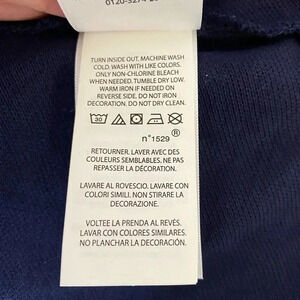 TURN INSIDE OUT. MACHINE WASH
COLD. WASH WITH LIKE COLORS.
ONLY NON-CHLORINE BLEACH
WHEN NEEDED. TUMBLE DRY LOW.
WARM IRON IF NEEDED ON
REVERSE SIDE. DO NOT IRON
DECORATION. DO NOT DRY CLEAN.
30
n°1529 ®
RETOURNER. LAVER AVEC DES
COULEURS SEMBLABLES. NE PAS
REPASSER LA DÉCORATION.
LAVARE AL ROVESCIO. LAVAR CON
COLORI SIMILI. NON STIRARE LA
DECORAZIONE.
VOLTEE LA PRENDA AL REVÉS.
LAVAR CON COLORES SIMILARES.
NO PLANCHAR LA DECORACIÓN.